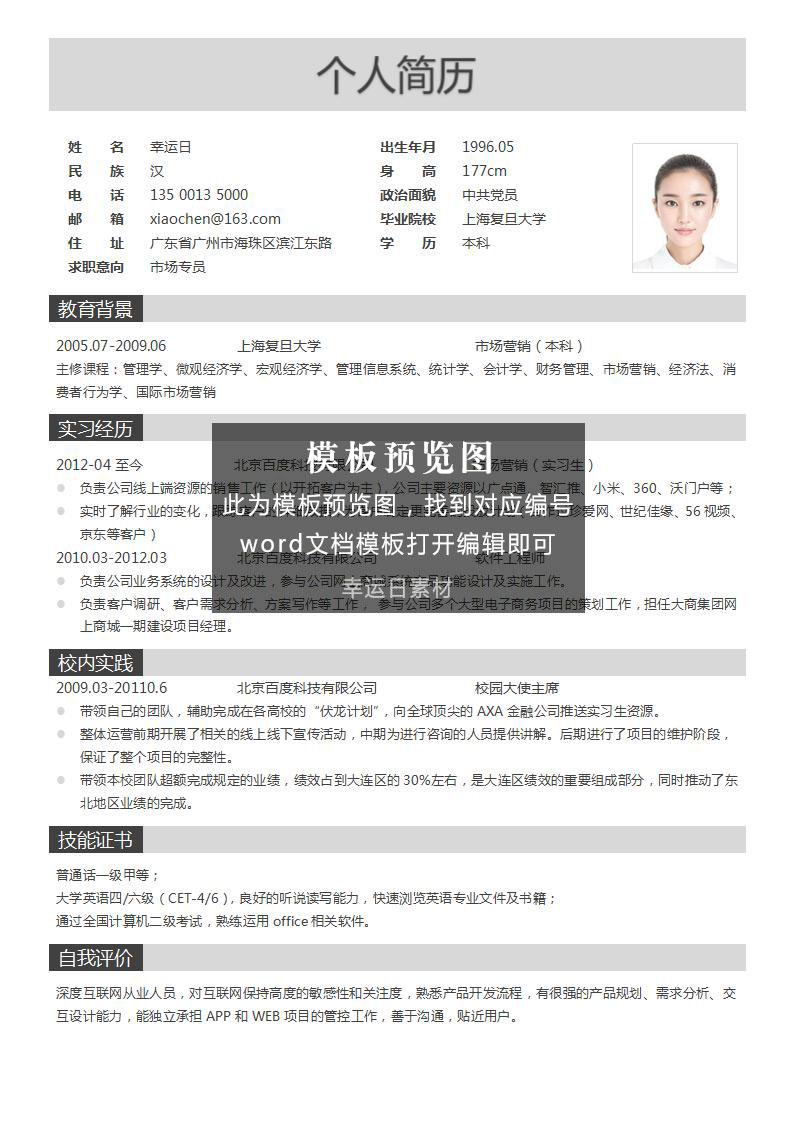 个人简历
姓 名 幸运日 出生年月 1996.05
民 族 汉 身 高 177cm
电 话 135 0013 5000 政治面貌 中共党员
邮 箱 xiaochen@163.com 毕业院校 上海复旦大学
住 址 广东省广州市海珠区滨江东路 学 历 本科
求职意向 市场专员
教育背景
2005.07-2009.06 上海复旦大学 市场营销（本科）
主修课程：管理学、微观经济学、宏观经济学、管理信息系统、统计学、会计学、财务管理、市场营销、经济法、消
费者行为学、国际市场营销
实习经历
模板预览图
2012-04 至今 北京百度科技有限公司 市场营销（实习生）
负责公司线上端资源的销售工作（以开拓客户为主），公司主要资源以广点通、智汇推、小米、360、沃门户等；
此为模板预览图，找到对应编号
实时了解行业的变化，跟 珍爱网、世纪佳缘、56 视频、
京东等客户）
word文档模板打开编辑即可
2010.03-2012.03 北京百度科技有限公司 软件工程师
负责公司业务系统的设计及改进，参与公司网 功能设计及实施工作。
幸运日素材
负责客户调研、客户需求分析、方案写作等工作， 参与公司多个大型电子商务项目的策划工作，担任大商集团网
上商城一期建设项目经理。
校内实践
2009.03-20110.6 北京百度科技有限公司 校园大使主席
带领自己的团队，辅助完成在各高校的“伏龙计划”，向全球顶尖的 AXA 金融公司推送实习生资源。
整体运营前期开展了相关的线上线下宣传活动，中期为进行咨询的人员提供讲解。后期进行了项目的维护阶段，
保证了整个项目的完整性。
带领本校团队超额完成规定的业绩，绩效占到大连区的 30%左右，是大连区绩效的重要组成部分，同时推动了东
北地区业绩的完成。
技能证书
普通话一级甲等；
大学英语四/六级（CET-4/6），良好的听说读写能力，快速浏览英语专业文件及书籍；
通过全国计算机二级考试，熟练运用 office 相关软件。
自我评价
深度互联网从业人员，对互联网保持高度的敏感性和关注度，熟悉产品开发流程，有很强的产品规划、需求分析、交
互设计能力，能独立承担 APP 和 WEB 项目的管控工作，善于沟通，贴近用户。